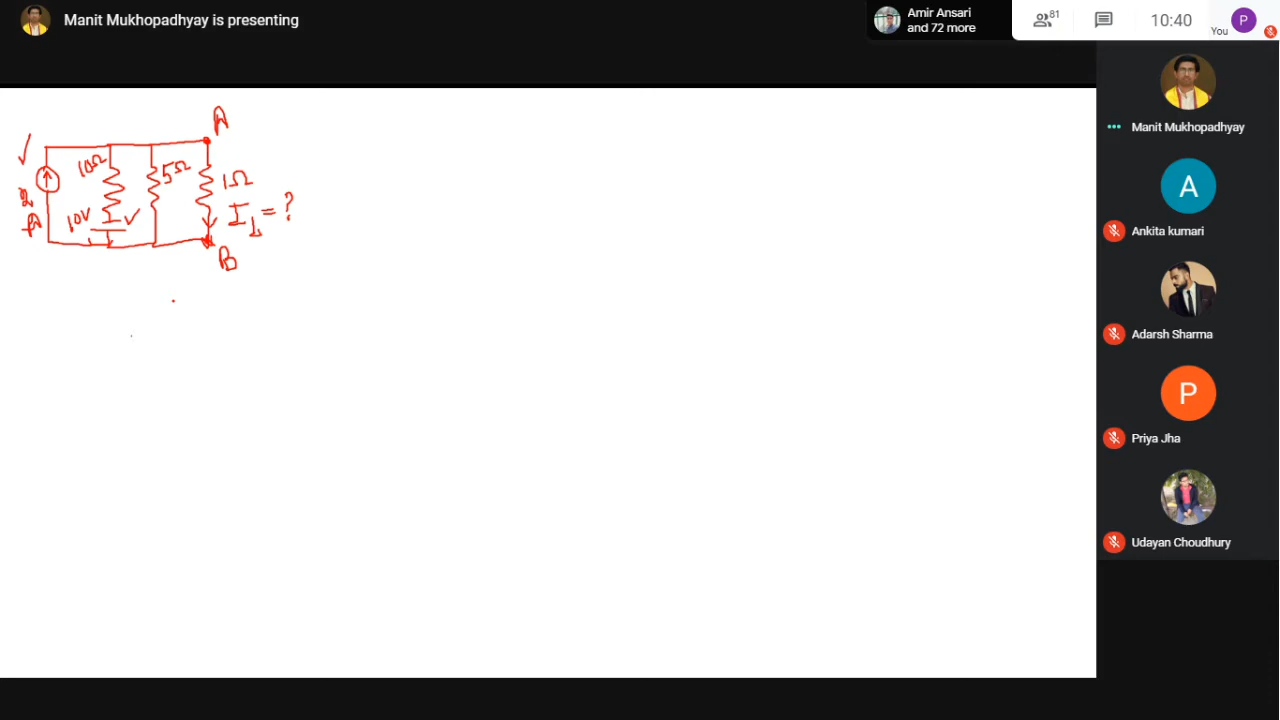 Manit Mukhopadhyay is presenting
Amir Ansari
and 72 more
81
10:40
You
P
A
10Ω
5Ω
1Ω
2
A
10V
I_L = ?
B
Manit Mukhopadhyay
A
Ankita kumari
Adarsh Sharma
P
Priya Jha
Udayan Choudhury